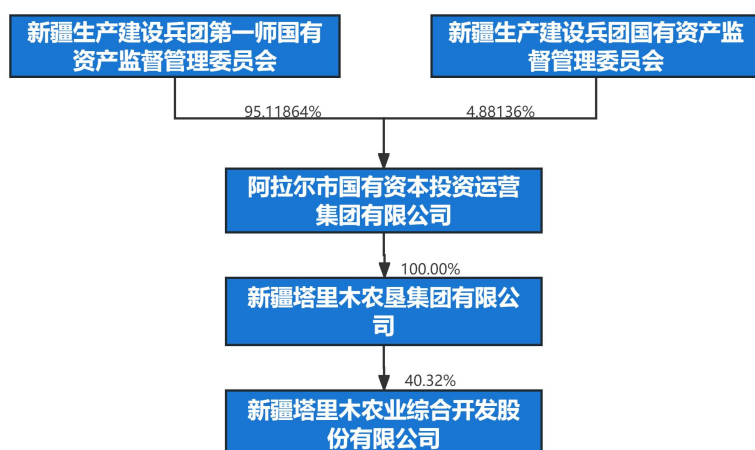 新疆生产建设兵团第一师国有
资产监督管理委员会
新疆生产建设兵团国有资产监
督管理委员会
95.11864%
4.88136%
阿拉尔市国有资本投资运营
集团有限公司
100.00%
新疆塔里木农垦集团有限公
司
40.32%
新疆塔里木农业综合开发股
份有限公司